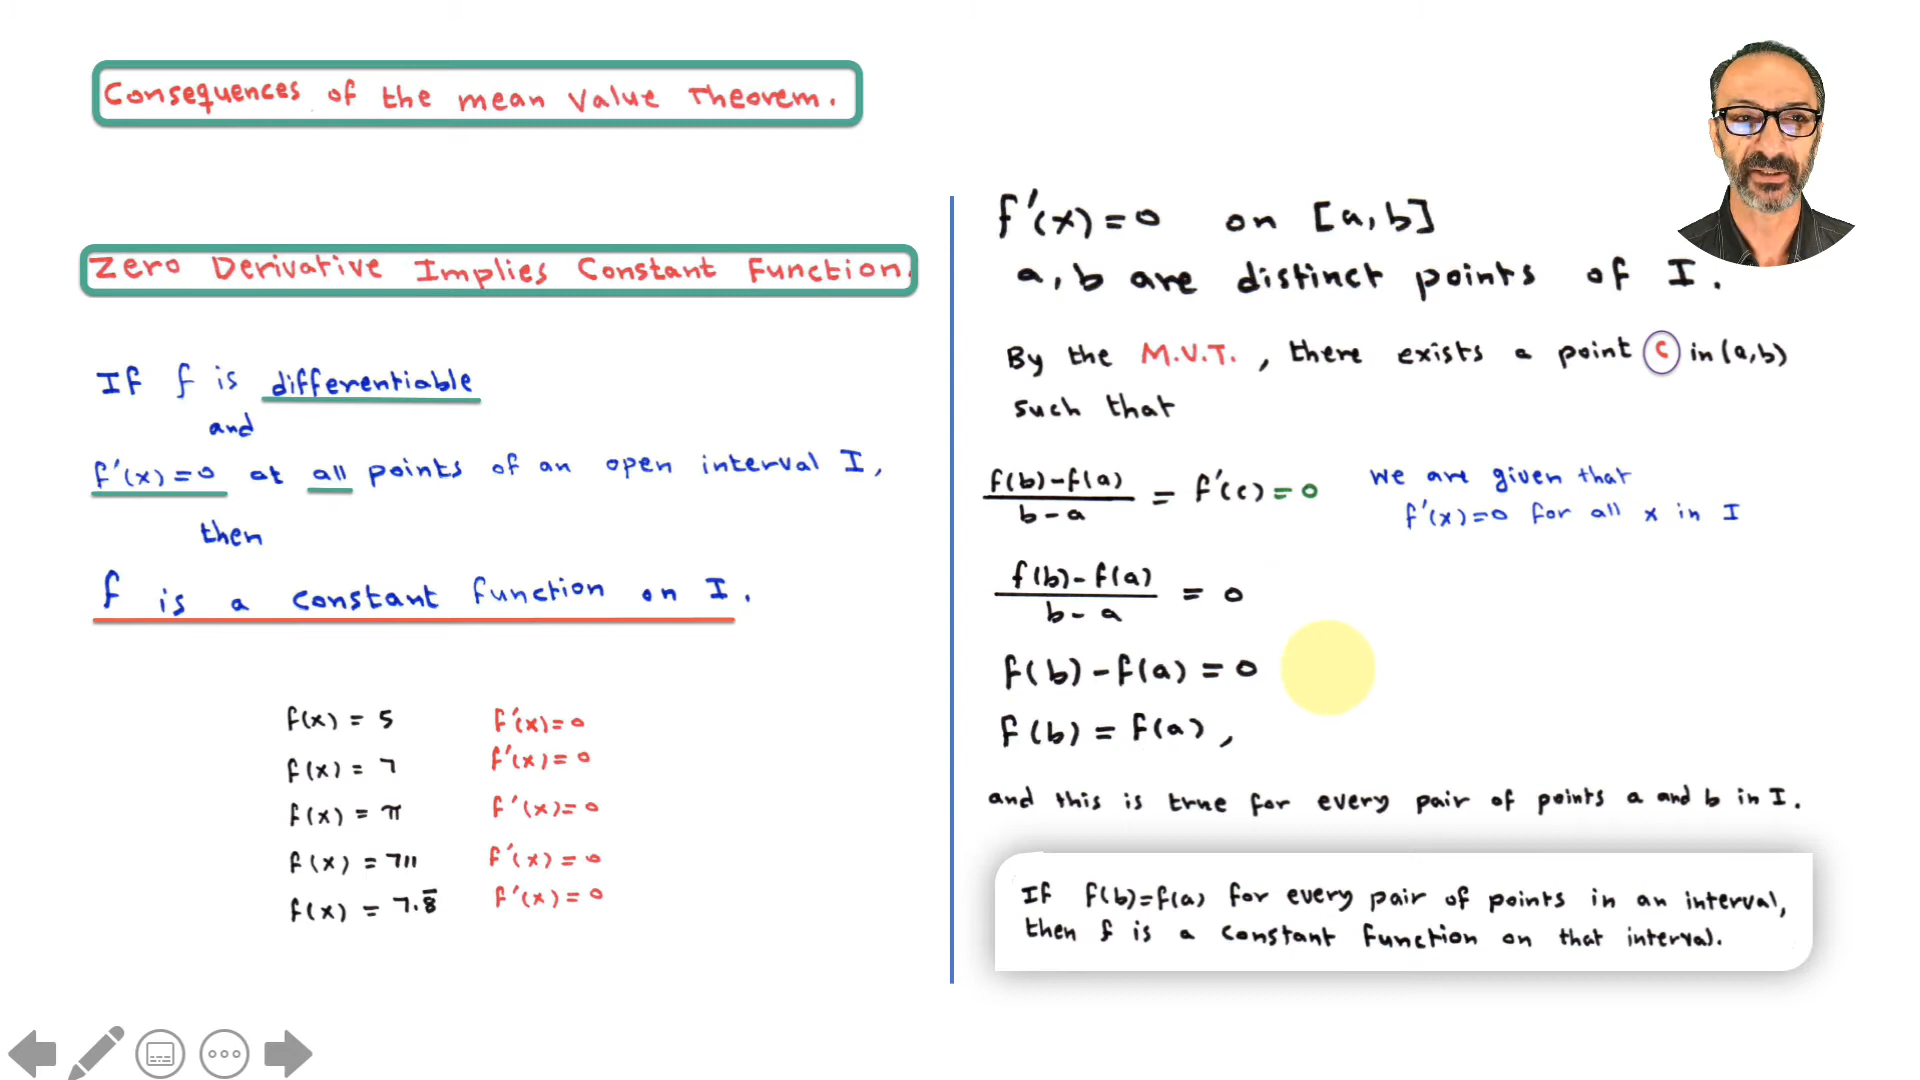 Consequences of the mean value Theorem.
Zero Derivative Implies Constant Function.
If f is differentiable
and
f'(x)=0 at all points of an open interval I,
then
f is a constant function on I.
f(x) = 5 f'(x)=0
f(x) = 7 f'(x)=0
f(x) = π f'(x)=0
f(x) = 711 f'(x)=0
f(x) = 7.8̅ f'(x)=0
f'(x)=0 on [a,b]
a, b are distinct points of I.
By the M.V.T., there exists a point c in (a,b)
such that
(f(b)-f(a))/(b-a) = f'(c)=0
we are given that
f'(x)=0 for all x in I
(f(b)-f(a))/(b-a) = 0
f(b)-f(a)=0
f(b)=f(a),
and this is true for every pair of points a and b in I.
If f(b)=f(a) for every pair of points in an interval,
then f is a constant function on that interval.